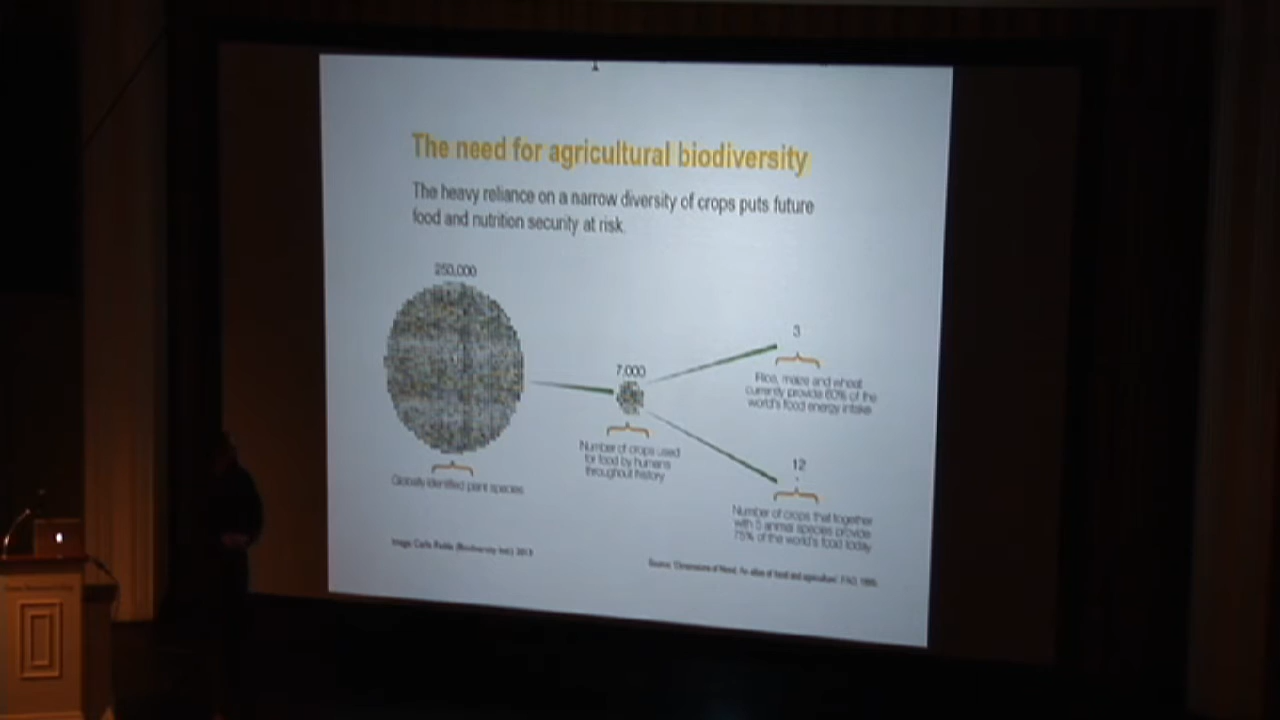 The need for agricultural biodiversity
The heavy reliance on a narrow diversity of crops puts future
food and nutrition security at risk.
250,000
Globally identified plant species
7,000
Number of crops used
for food by humans
throughout history
3
Rice, maize and wheat
currently provide 60% of the
world's food energy intake
12
Number of crops that together
with 5 animal species provide
75% of the world's food today
Image: Carlo Fadda (Biodiversity Int.) 2013
Source: 'Dimensions of Need: An atlas of food and agriculture'. FAO, 1995.